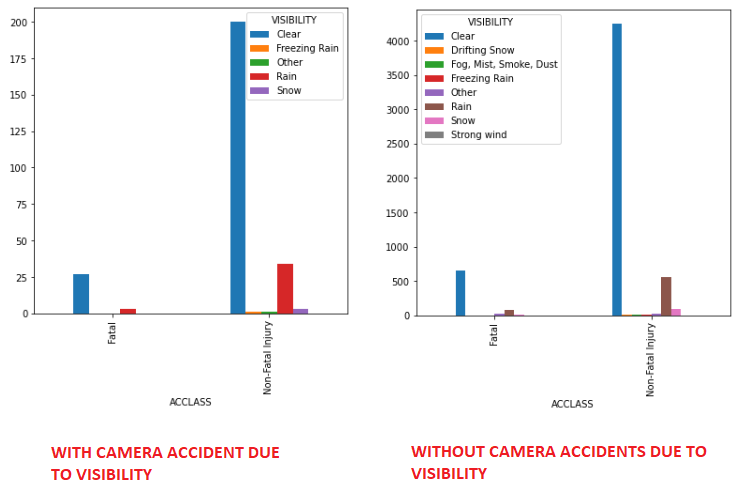 VISIBILITY
Clear
Freezing Rain
Other
Rain
Snow
200
175
150
125
100
75
50
25
0
Fatal
Non-Fatal Injury
ACCLASS
WITH CAMERA ACCIDENT DUE
TO VISIBILITY
VISIBILITY
Clear
Drifting Snow
Fog, Mist, Smoke, Dust
Freezing Rain
Other
Rain
Snow
Strong wind
4000
3500
3000
2500
2000
1500
1000
500
0
Fatal
Non-Fatal Injury
ACCLASS
WITHOUT CAMERA ACCIDENTS DUE TO
VISIBILITY